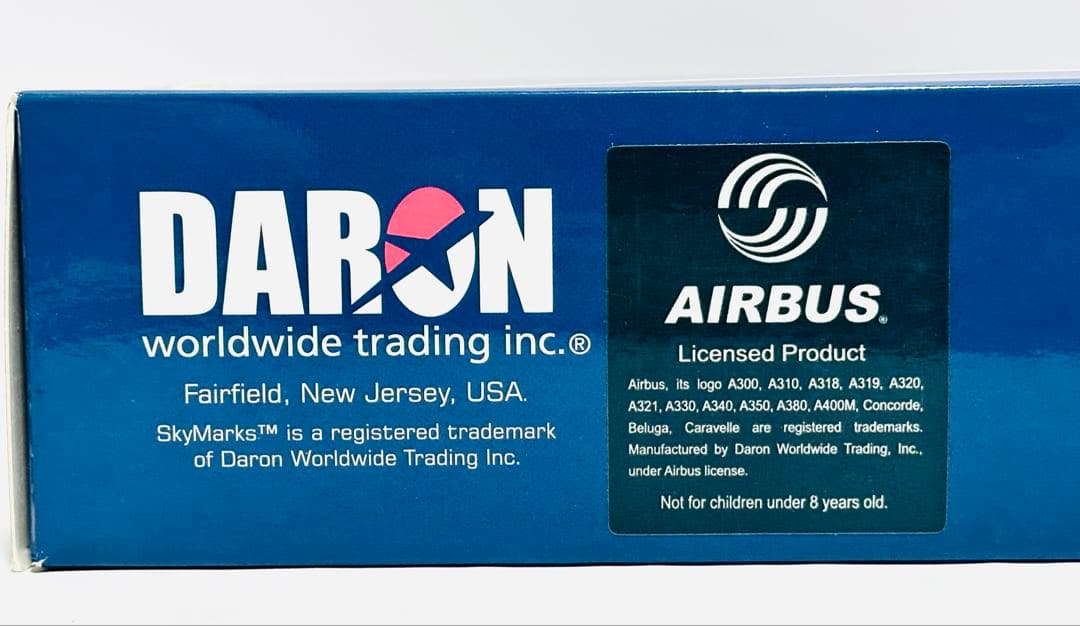 DARON
worldwide trading inc.®
Fairfield, New Jersey, USA.
SkyMarks™ is a registered trademark
of Daron Worldwide Trading Inc.
AIRBUS®
Licensed Product
Airbus, its logo A300, A310, A318, A319, A320,
A321, A330, A340, A350, A380, A400M, Concorde,
Beluga, Caravelle are registered trademarks.
Manufactured by Daron Worldwide Trading, Inc.,
under Airbus license.
Not for children under 8 years old.